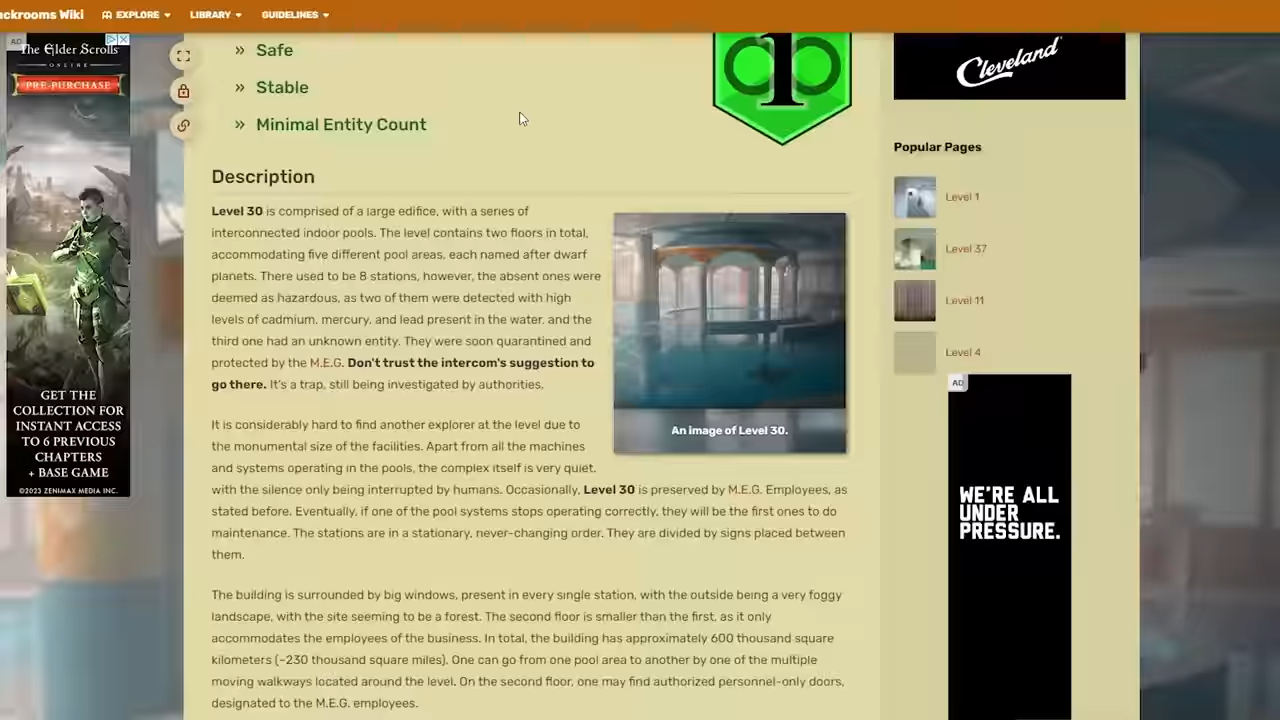 ackrooms Wiki
EXPLORE
LIBRARY
GUIDELINES
AD
The Elder Scrolls
ONLINE
PRE-PURCHASE
GET THE
COLLECTION FOR
INSTANT ACCESS
TO 6 PREVIOUS
CHAPTERS
+ BASE GAME
©2023 ZENIMAX MEDIA INC.
» Safe
» Stable
» Minimal Entity Count
1
Description
Level 30 is comprised of a large edifice, with a series of
interconnected indoor pools. The level contains two floors in total,
accommodating five different pool areas, each named after dwarf
planets. There used to be 8 stations, however, the absent ones were
deemed as hazardous, as two of them were detected with high
levels of cadmium, mercury, and lead present in the water, and the
third one had an unknown entity. They were soon quarantined and
protected by the M.E.G. Don't trust the intercom's suggestion to
go there. It's a trap, still being investigated by authorities.
An image of Level 30.
It is considerably hard to find another explorer at the level due to
the monumental size of the facilities. Apart from all the machines
and systems operating in the pools, the complex itself is very quiet,
with the silence only being interrupted by humans. Occasionally, Level 30 is preserved by M.E.G. Employees, as
stated before. Eventually, if one of the pool systems stops operating correctly, they will be the first ones to do
maintenance. The stations are in a stationary, never-changing order. They are divided by signs placed between
them.
The building is surrounded by big windows, present in every single station, with the outside being a very foggy
landscape, with the site seeming to be a forest. The second floor is smaller than the first, as it only
accommodates the employees of the business. In total, the building has approximately 600 thousand square
kilometers (~230 thousand square miles). One can go from one pool area to another by one of the multiple
moving walkways located around the level. On the second floor, one may find authorized personnel-only doors,
designated to the M.E.G. employees.
Cleveland
Popular Pages
Level 1
Level 37
Level 11
Level 4
AD
WE'RE ALL
UNDER
PRESSURE.